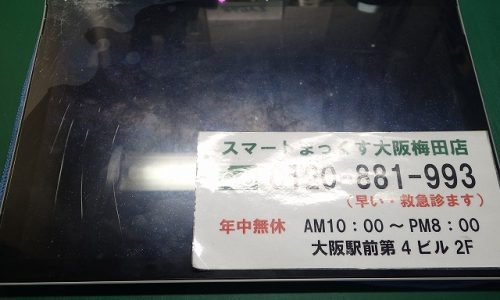 スマートまっくす大阪梅田店
0120-881-993
(早い・救急診ます)
年中無休 AM10:00～PM8:00
大阪駅前第4ビル2F